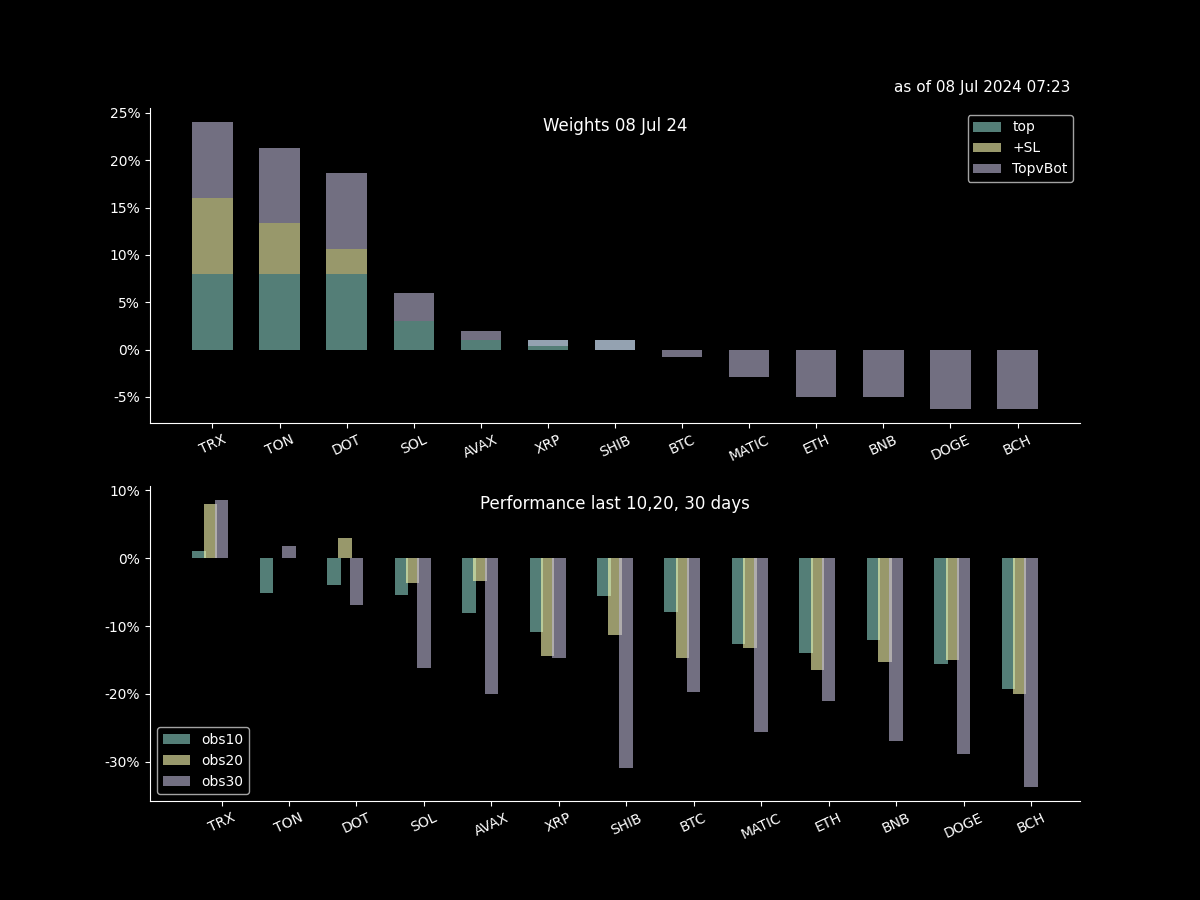 as of 08 Jul 2024 07:23
Weights 08 Jul 24
top
+SL
TopvBot
25%
20%
15%
10%
5%
0%
-5%
TRX TON DOT SOL AVAX XRP SHIB BTC MATIC ETH BNB DOGE BCH
Performance last 10,20, 30 days
10%
0%
-10%
-20%
-30%
obs10
obs20
obs30
TRX TON DOT SOL AVAX XRP SHIB BTC MATIC ETH BNB DOGE BCH